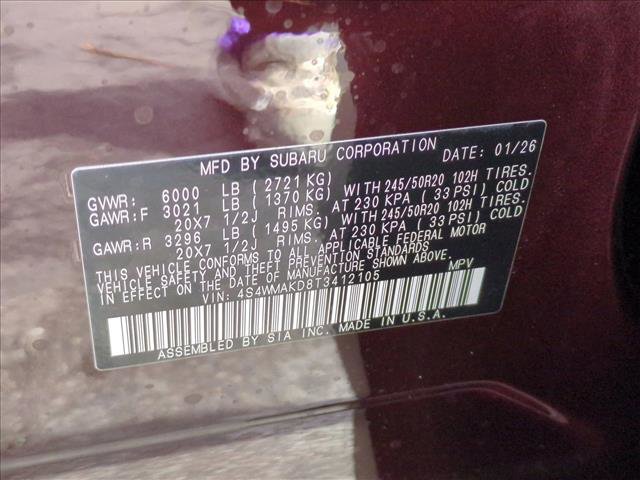 MFD BY SUBARU CORPORATION DATE: 01/26
GVWR: 6000 LB (2721 KG)
GAWR:F 3021 LB (1370 KG) WITH 245/50R20 102H TIRES.
20X7 1/2J RIMS. AT 230 KPA (33 PSI) COLD
GAWR:R 3296 LB (1495 KG) WITH 245/50R20 102H TIRES.
20X7 1/2J RIMS. AT 230 KPA (33 PSI) COLD
THIS VEHICLE CONFORMS TO ALL APPLICABLE FEDERAL MOTOR
VEHICLE SAFETY AND THEFT PREVENTION STANDARDS
IN EFFECT ON THE DATE OF MANUFACTURE SHOWN ABOVE.
VIN: 4S4WMAKD8T3412105 MPV
ASSEMBLED BY SIA INC. MADE IN U.S.A.